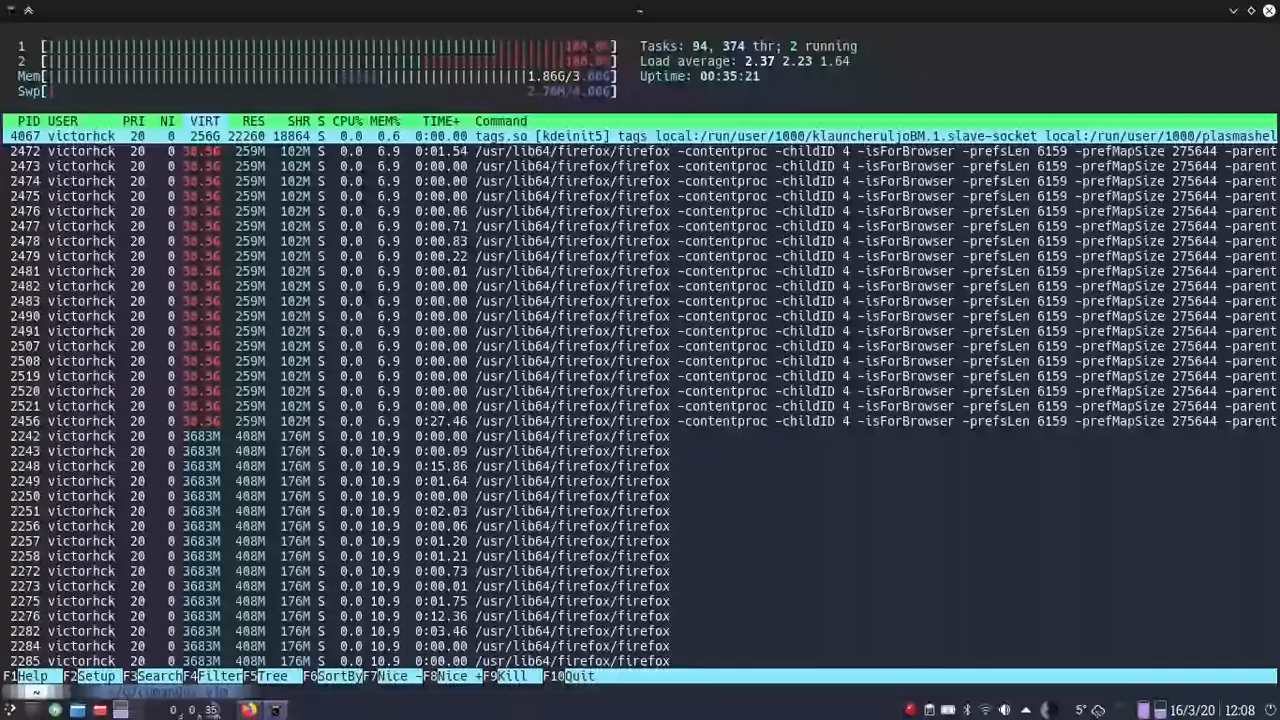 ~
1 [ 100.0%] Tasks: 94, 374 thr; 2 running
2 [ 100.0%] Load average: 2.37 2.23 1.64
Mem[ 1.86G/3. ] Uptime: 00:35:21
Swp[ 2.76M/4.00G]
PID USER PRI NI VIRT RES SHR S CPU% MEM% TIME+ Command
4067 victorhck 20 0 256G 22260 18864 S 0.0 0.6 0:00.00 tags.so [kdeinit5] tags local:/run/user/1000/klauncheruljoBM.1.slave-socket local:/run/user/1000/plasmashel
2472 victorhck 20 0 38.5G 259M 102M S 0.0 6.9 0:01.54 /usr/lib64/firefox/firefox -contentproc -childID 4 -isForBrowser -prefsLen 6159 -prefMapSize 275644 -parent
2473 victorhck 20 0 38.5G 259M 102M S 0.0 6.9 0:00.00 /usr/lib64/firefox/firefox -contentproc -childID 4 -isForBrowser -prefsLen 6159 -prefMapSize 275644 -parent
2474 victorhck 20 0 38.5G 259M 102M S 0.0 6.9 0:00.00 /usr/lib64/firefox/firefox -contentproc -childID 4 -isForBrowser -prefsLen 6159 -prefMapSize 275644 -parent
2475 victorhck 20 0 38.5G 259M 102M S 0.0 6.9 0:00.00 /usr/lib64/firefox/firefox -contentproc -childID 4 -isForBrowser -prefsLen 6159 -prefMapSize 275644 -parent
2476 victorhck 20 0 38.5G 259M 102M S 0.0 6.9 0:00.06 /usr/lib64/firefox/firefox -contentproc -childID 4 -isForBrowser -prefsLen 6159 -prefMapSize 275644 -parent
2477 victorhck 20 0 38.5G 259M 102M S 0.0 6.9 0:00.71 /usr/lib64/firefox/firefox -contentproc -childID 4 -isForBrowser -prefsLen 6159 -prefMapSize 275644 -parent
2478 victorhck 20 0 38.5G 259M 102M S 0.0 6.9 0:00.83 /usr/lib64/firefox/firefox -contentproc -childID 4 -isForBrowser -prefsLen 6159 -prefMapSize 275644 -parent
2479 victorhck 20 0 38.5G 259M 102M S 0.0 6.9 0:00.22 /usr/lib64/firefox/firefox -contentproc -childID 4 -isForBrowser -prefsLen 6159 -prefMapSize 275644 -parent
2481 victorhck 20 0 38.5G 259M 102M S 0.0 6.9 0:00.01 /usr/lib64/firefox/firefox -contentproc -childID 4 -isForBrowser -prefsLen 6159 -prefMapSize 275644 -parent
2482 victorhck 20 0 38.5G 259M 102M S 0.0 6.9 0:00.00 /usr/lib64/firefox/firefox -contentproc -childID 4 -isForBrowser -prefsLen 6159 -prefMapSize 275644 -parent
2483 victorhck 20 0 38.5G 259M 102M S 0.0 6.9 0:00.00 /usr/lib64/firefox/firefox -contentproc -childID 4 -isForBrowser -prefsLen 6159 -prefMapSize 275644 -parent
2490 victorhck 20 0 38.5G 259M 102M S 0.0 6.9 0:00.00 /usr/lib64/firefox/firefox -contentproc -childID 4 -isForBrowser -prefsLen 6159 -prefMapSize 275644 -parent
2491 victorhck 20 0 38.5G 259M 102M S 0.0 6.9 0:00.00 /usr/lib64/firefox/firefox -contentproc -childID 4 -isForBrowser -prefsLen 6159 -prefMapSize 275644 -parent
2507 victorhck 20 0 38.5G 259M 102M S 0.0 6.9 0:00.00 /usr/lib64/firefox/firefox -contentproc -childID 4 -isForBrowser -prefsLen 6159 -prefMapSize 275644 -parent
2508 victorhck 20 0 38.5G 259M 102M S 0.0 6.9 0:00.00 /usr/lib64/firefox/firefox -contentproc -childID 4 -isForBrowser -prefsLen 6159 -prefMapSize 275644 -parent
2519 victorhck 20 0 38.5G 259M 102M S 0.0 6.9 0:00.00 /usr/lib64/firefox/firefox -contentproc -childID 4 -isForBrowser -prefsLen 6159 -prefMapSize 275644 -parent
2520 victorhck 20 0 38.5G 259M 102M S 0.0 6.9 0:00.00 /usr/lib64/firefox/firefox -contentproc -childID 4 -isForBrowser -prefsLen 6159 -prefMapSize 275644 -parent
2521 victorhck 20 0 38.5G 259M 102M S 0.0 6.9 0:00.00 /usr/lib64/firefox/firefox -contentproc -childID 4 -isForBrowser -prefsLen 6159 -prefMapSize 275644 -parent
2456 victorhck 20 0 38.5G 259M 102M S 0.0 6.9 0:27.46 /usr/lib64/firefox/firefox -contentproc -childID 4 -isForBrowser -prefsLen 6159 -prefMapSize 275644 -parent
2242 victorhck 20 0 3683M 408M 176M S 0.0 10.9 0:00.00 /usr/lib64/firefox/firefox
2243 victorhck 20 0 3683M 408M 176M S 0.0 10.9 0:00.09 /usr/lib64/firefox/firefox
2248 victorhck 20 0 3683M 408M 176M S 0.0 10.9 0:15.86 /usr/lib64/firefox/firefox
2249 victorhck 20 0 3683M 408M 176M S 0.0 10.9 0:01.64 /usr/lib64/firefox/firefox
2250 victorhck 20 0 3683M 408M 176M S 0.0 10.9 0:00.00 /usr/lib64/firefox/firefox
2251 victorhck 20 0 3683M 408M 176M S 0.0 10.9 0:02.03 /usr/lib64/firefox/firefox
2256 victorhck 20 0 3683M 408M 176M S 0.0 10.9 0:00.06 /usr/lib64/firefox/firefox
2257 victorhck 20 0 3683M 408M 176M S 0.0 10.9 0:01.20 /usr/lib64/firefox/firefox
2258 victorhck 20 0 3683M 408M 176M S 0.0 10.9 0:01.21 /usr/lib64/firefox/firefox
2272 victorhck 20 0 3683M 408M 176M S 0.0 10.9 0:00.73 /usr/lib64/firefox/firefox
2273 victorhck 20 0 3683M 408M 176M S 0.0 10.9 0:00.01 /usr/lib64/firefox/firefox
2275 victorhck 20 0 3683M 408M 176M S 0.0 10.9 0:01.75 /usr/lib64/firefox/firefox
2276 victorhck 20 0 3683M 408M 176M S 0.0 10.9 0:12.36 /usr/lib64/firefox/firefox
2282 victorhck 20 0 3683M 408M 176M S 0.0 10.9 0:03.46 /usr/lib64/firefox/firefox
2284 victorhck 20 0 3683M 408M 176M S 0.0 10.9 0:00.00 /usr/lib64/firefox/firefox
2285 victorhck 20 0 3683M 408M 176M S 0.0 10.9 0:00.00 /usr/lib64/firefox/firefox
F1Help F2Setup F3SearchF4FilterF5Tree F6SortByF7Nice -F8Nice +F9Kill F10Quit
~
0 0 35 5° 16/3/20 12:08